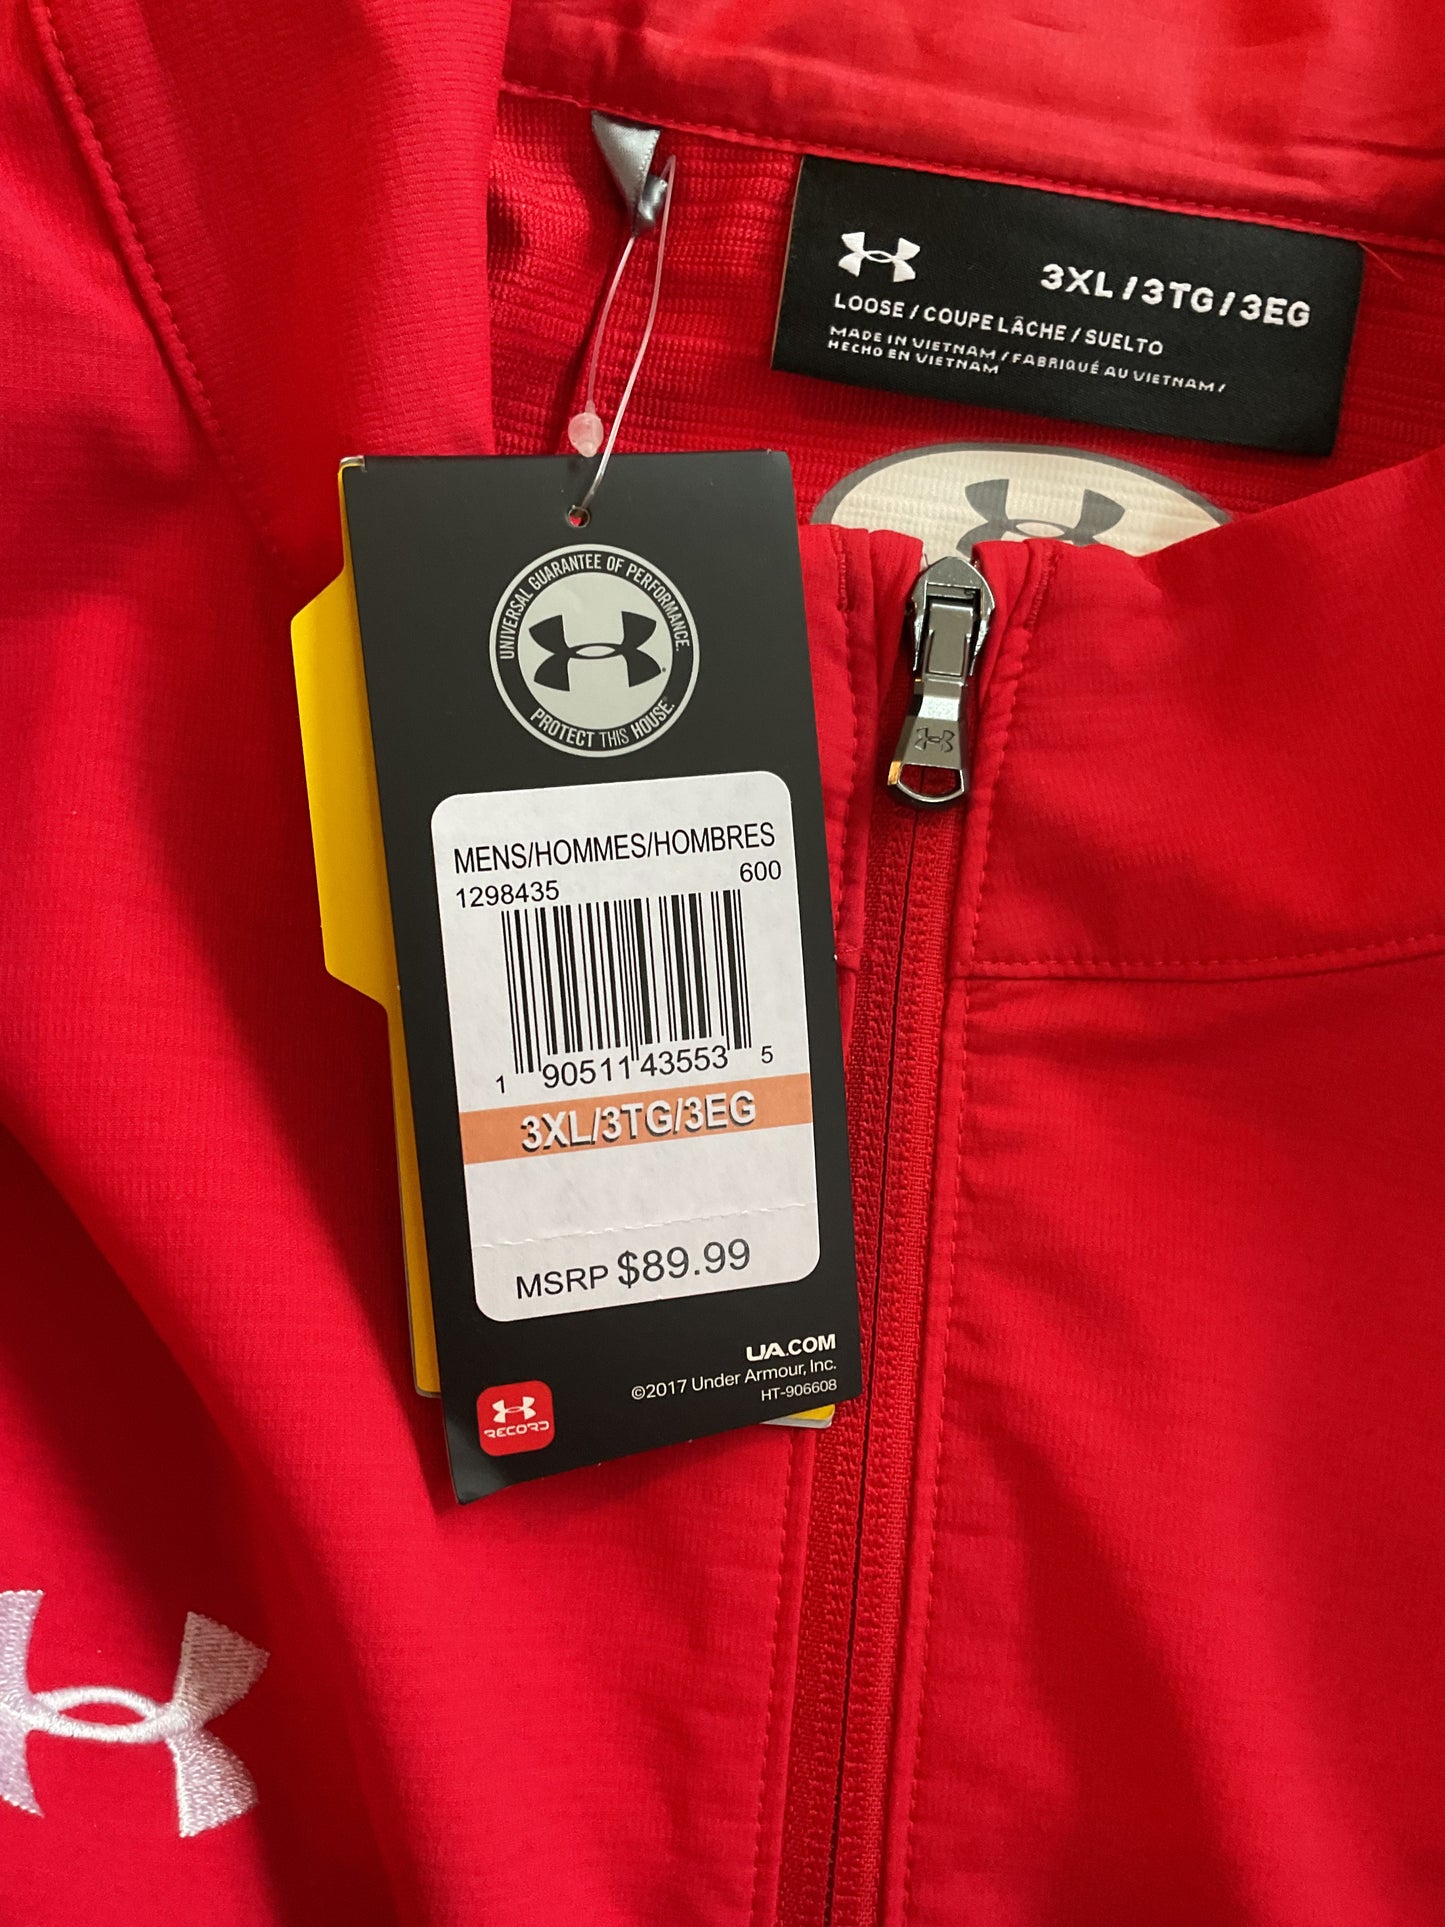 3XL / 3TG / 3EG
LOOSE / COUPE LÂCHE / SUELTO
MADE IN VIETNAM / FABRIQUÉ AU VIETNAM /
HECHO EN VIETNAM
UNIVERSAL GUARANTEE OF PERFORMANCE.
PROTECT THIS HOUSE.
MENS/HOMMES/HOMBRES
1298435 600
1 90511 43553 5
3XL/3TG/3EG
MSRP $89.99
UA.COM
©2017 Under Armour, Inc.
HT-906608
RECORD